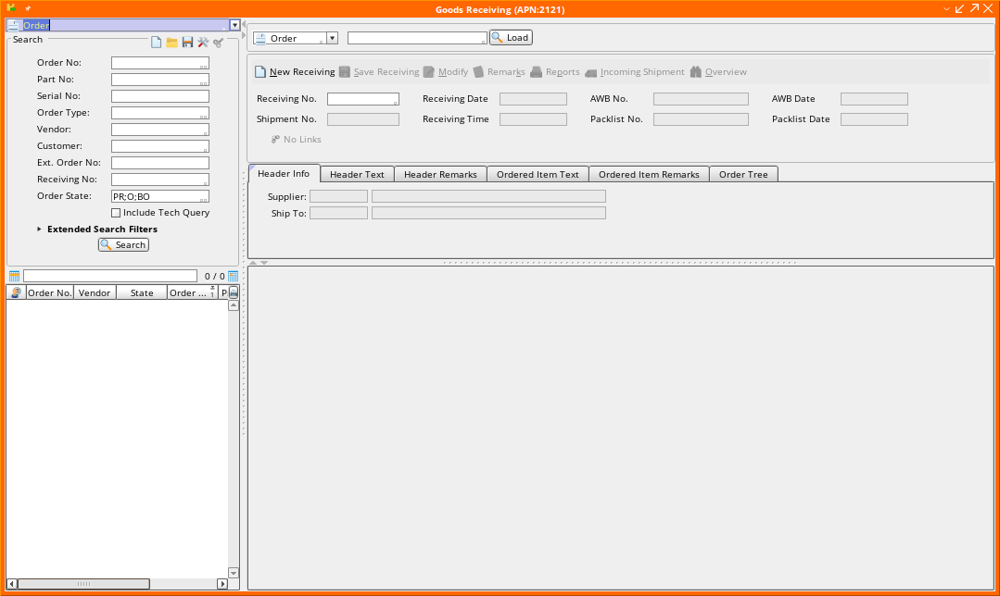 Goods Receiving (APN:2121)
Order
Search
Order No:
Part No:
Serial No:
Order Type:
Vendor:
Customer:
Ext. Order No:
Receiving No:
Order State: PR;O;BO
Include Tech Query
Extended Search Filters
Search
0 / 0
Order No. Vendor State Order ... 1 P
Order Load
New Receiving Save Receiving Modify Remarks Reports Incoming Shipment Overview
Receiving No. Receiving Date AWB No. AWB Date
Shipment No. Receiving Time Packlist No. Packlist Date
No Links
Header Info Header Text Header Remarks Ordered Item Text Ordered Item Remarks Order Tree
Supplier:
Ship To: